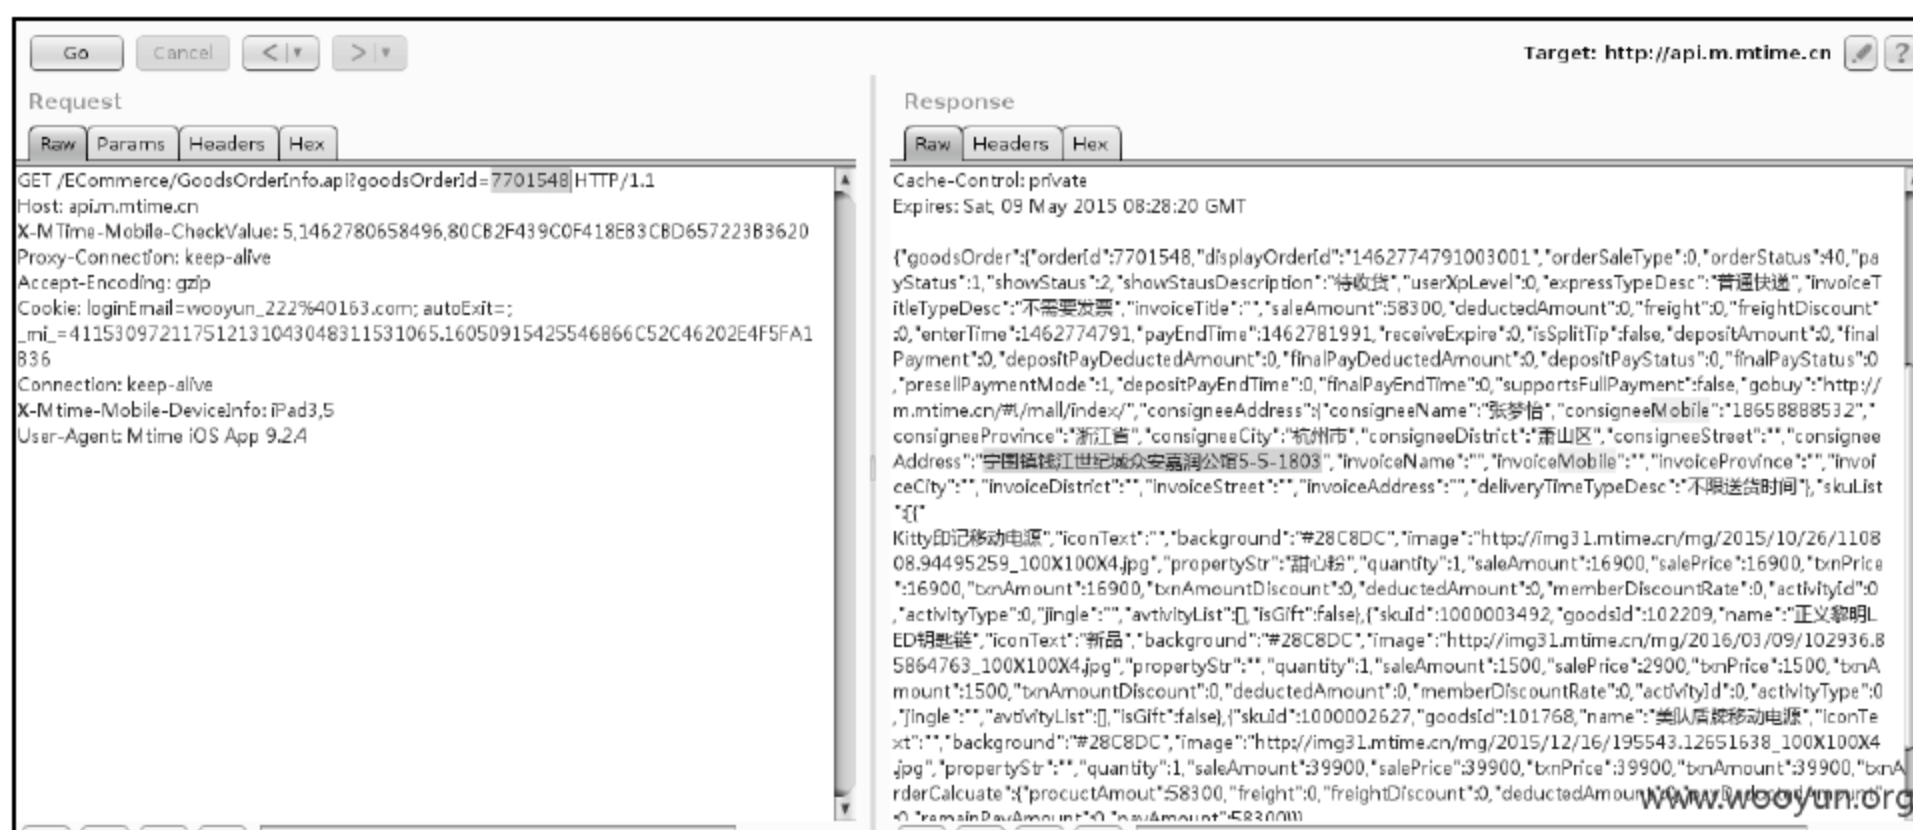 Go
Cancel
<
>
Target: http://api.m.mtime.cn
?
Request
Raw
Params
Headers
Hex
GET /ECommerce/GoodsOrderInfo.api?goodsOrderId=7701548 HTTP/1.1
Host: api.m.mtime.cn
X-MTime-Mobile-CheckValue: 5,1462780658496,80CB2F439C0F418EB3CBD657223B3620
Proxy-Connection: keep-alive
Accept-Encoding: gzip
Cookie: loginEmail=wooyun_222%40163.com; autoExit=;
_mi_=41153097211751213104304831153106​5.16050915425546866C52C46202E4F5FA1
836
Connection: keep-alive
X-Mtime-Mobile-DeviceInfo: iPad3,5
User-Agent: Mtime iOS App 9.2.4
Response
Raw
Headers
Hex
Cache-Control: private
Expires: Sat, 09 May 2015 08:28:20 GMT
{"goodsOrder":{"orderId":7701548,"displayOrderId":"1462774791003001","orderSaleType":0,"orderStatus":40,"pa
yStatus":1,"showStaus":2,"showStausDescription":"待收货","userXpLevel":0,"expressTypeDesc":"普通快递","invoiceT
itleTypeDesc":"不需要发票","invoiceTitle":"","saleAmount":58300,"deductedAmount":0,"freight":0,"freightDiscount"
:0,"enterTime":1462774791,"payEndTime":1462781991,"receiveExpire":0,"isSplitTip":false,"depositAmount":0,"final
Payment":0,"depositPayDeductedAmount":0,"finalPayDeductedAmount":0,"depositPayStatus":0,"finalPayStatus":0
,"presellPaymentMode":1,"depositPayEndTime":0,"finalPayEndTime":0,"supportsFullPayment":false,"gobuy":"http://
m.mtime.cn/#!/mall/index/","consigneeAddress":{"consigneeName":"张梦怡","consigneeMobile":"18658888532","
consigneeProvince":"浙江省","consigneeCity":"杭州市","consigneeDistrict":"萧山区","consigneeStreet":"","consignee
Address":"宁围镇钱江世纪城众安嘉润公馆5-5-1803","invoiceName":"","invoiceMobile":"","invoiceProvince":"","invoi
ceCity":"","invoiceDistrict":"","invoiceStreet":"","invoiceAddress":"","deliveryTimeTypeDesc":"不限送货时间"},"skuList
":[{"
Kitty印记移动电源","iconText":"","background":"#28C8DC","image":"http://img31.mtime.cn/mg/2015/10/26/1108
08.94495259_100X100X4.jpg","propertyStr":"甜心粉","quantity":1,"saleAmount":16900,"salePrice":16900,"txnPrice
":16900,"txnAmount":16900,"txnAmountDiscount":0,"deductedAmount":0,"memberDiscountRate":0,"activityId":0
,"activityType":0,"jingle":"","avtivityList":[],"isGift":false},{"skuId":1000003492,"goodsId":102209,"name":"正义黎明L
ED钥匙链","iconText":"新品","background":"#28C8DC","image":"http://img31.mtime.cn/mg/2016/03/09/102936.8
5864763_100X100X4.jpg","propertyStr":"","quantity":1,"saleAmount":1500,"salePrice":2900,"txnPrice":1500,"txnA
mount":1500,"txnAmountDiscount":0,"deductedAmount":0,"memberDiscountRate":0,"activityId":0,"activityType":0
,"jingle":"","avtivityList":[],"isGift":false},{"skuId":1000002627,"goodsId":101768,"name":"美队盾牌移动电源","iconTe
xt":"","background":"#28C8DC","image":"http://img31.mtime.cn/mg/2015/12/16/195543.12651638_100X100X4
.jpg","propertyStr":"","quantity":1,"saleAmount":39900,"salePrice":39900,"txnPrice":39900,"txnAmount":39900,"txnA
rderCalcuate":{"procuctAmout":58300,"freight":0,"freightDiscount":0,"deductedAmount
:0,"remainPayAmount":0,"payAmount":58300}}}
www.wooyun.org